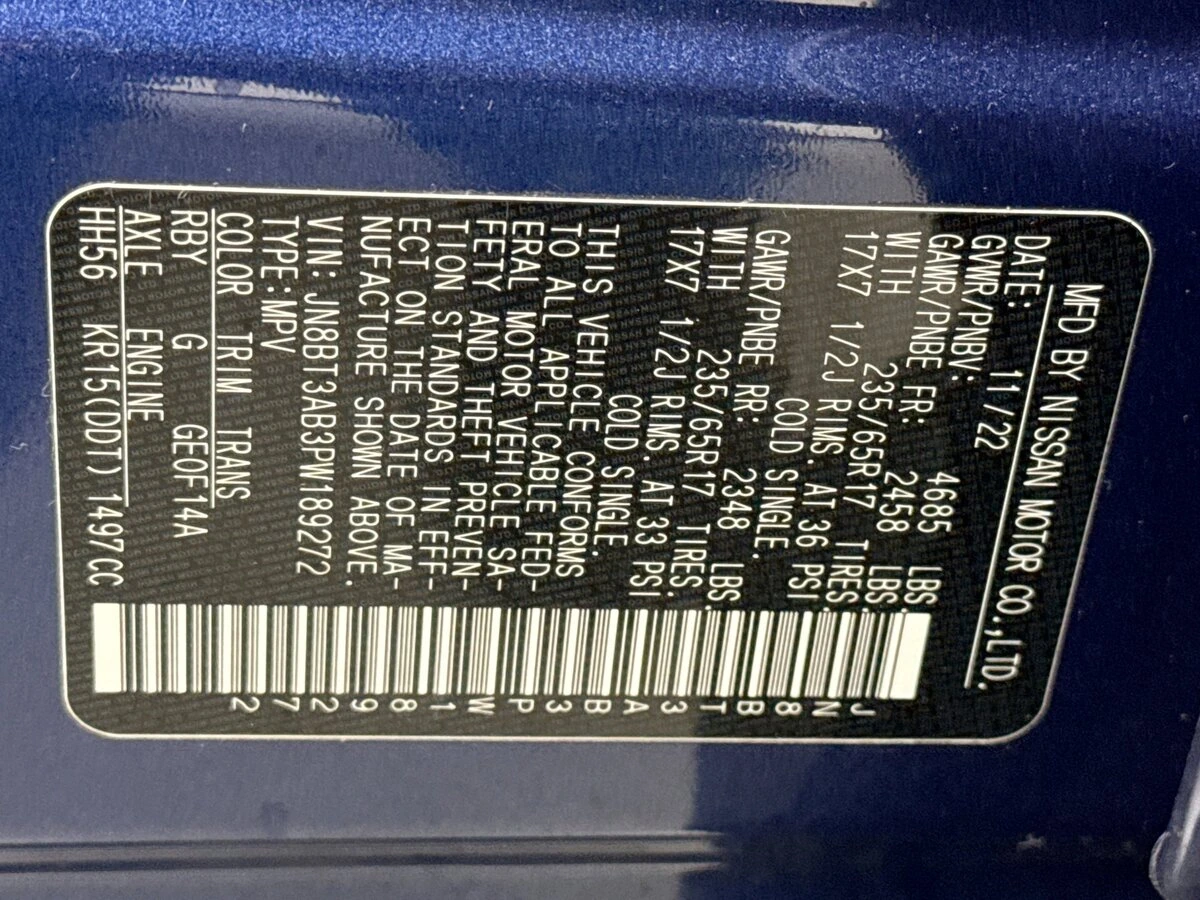 MFD BY NISSAN MOTOR CO.,LTD.
DATE: 11/22
GVWR/PNBV: 4685 LBS.
GAWR/PNBE FR: 2458 LBS.
WITH 235/65R17 TIRES.
17X7 1/2J RIMS. AT 36 PSI
COLD SINGLE.
GAWR/PNBE RR: 2348 LBS.
WITH 235/65R17 TIRES.
17X7 1/2J RIMS. AT 33 PSI
COLD SINGLE.
THIS VEHICLE CONFORMS
TO ALL APPLICABLE FED-
ERAL MOTOR VEHICLE SA-
FETY AND THEFT PREVEN-
TION STANDARDS IN EFF-
ECT ON THE DATE OF MA-
NUFACTURE SHOWN ABOVE.
VIN: JN8BT3AB3PW189272
TYPE:MPV
COLOR TRIM TRANS
RBY G GE0F14A
AXLE ENGINE
HH56 KR15(DDT)1497CC
JN8BT3AB3PW189272